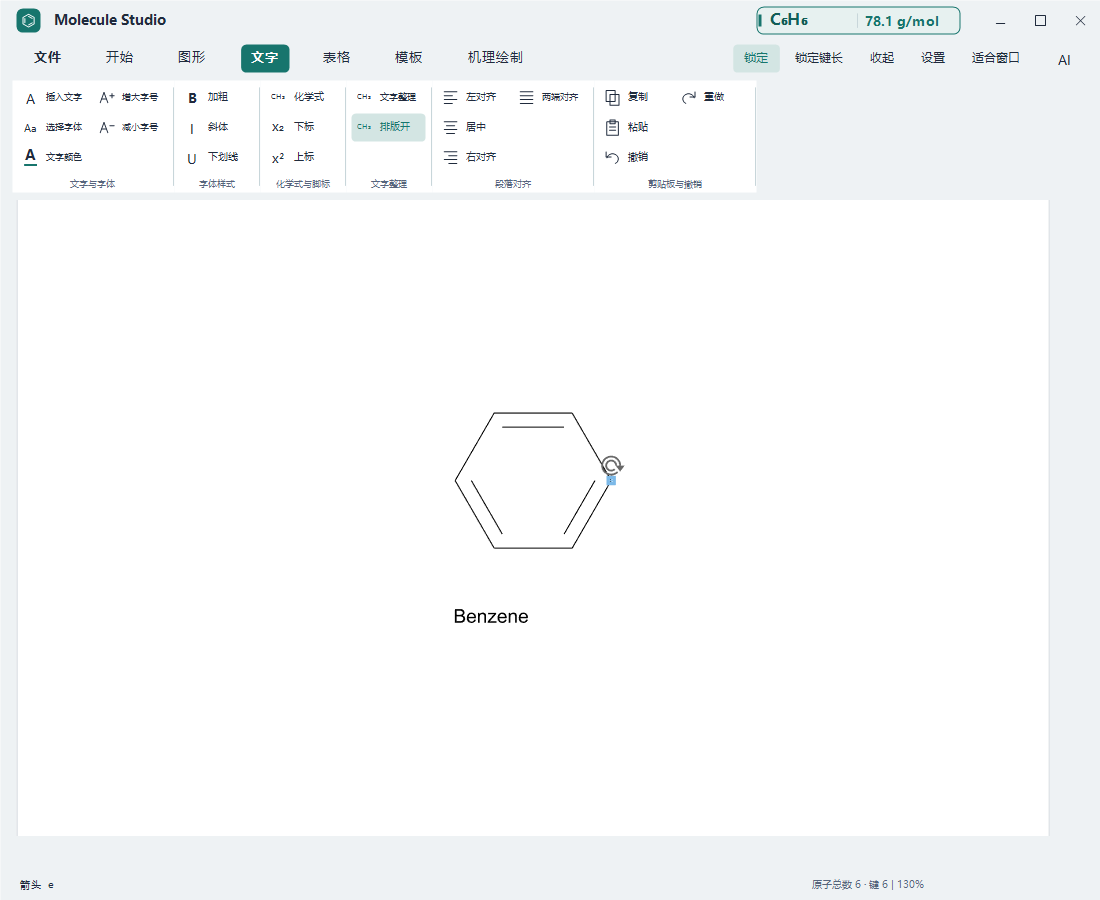 Molecule Studio
C₆H₆ 78.1 g/mol
文件 开始 图形 文字 表格 模板 机理绘制 锁定 锁定键长 收起 设置 适合窗口 AI
A 插入文字 A⁺ 增大字号 B 加粗 CH₃ 化学式 CH₃ 文字整理 左对齐 两端对齐 复制 重做
Aa 选择字体 A⁻ 减小字号 I 斜体 X₂ 下标 CH₃ 排版开 居中 粘贴
A 文字颜色 U 下划线 X² 上标 右对齐 撤销
文字与字体 字体样式 化学式与脚标 文字整理 段落对齐 剪贴板与撤销
Benzene
箭头 e 原子总数 6 · 键 6 | 130%